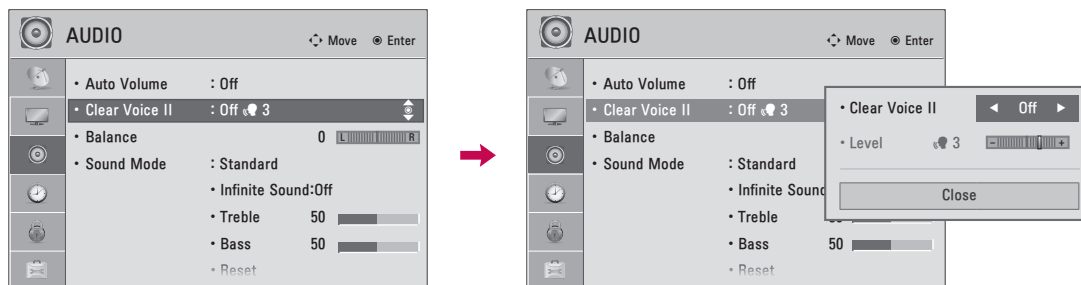 AUDIO
Move Enter
• Auto Volume : Off
• Clear Voice II : Off 3
• Balance 0 L R
• Sound Mode : Standard
• Infinite Sound:Off
• Treble 50
• Bass 50
• Reset
AUDIO
Move Enter
• Auto Volume : Off
• Clear Voice II : Off 3
• Balance
• Sound Mode : Standard
• Infinite Sound
• Treble
• Bass 50
• Reset
• Clear Voice II ◄ Off ►
• Level 3 - +
Close